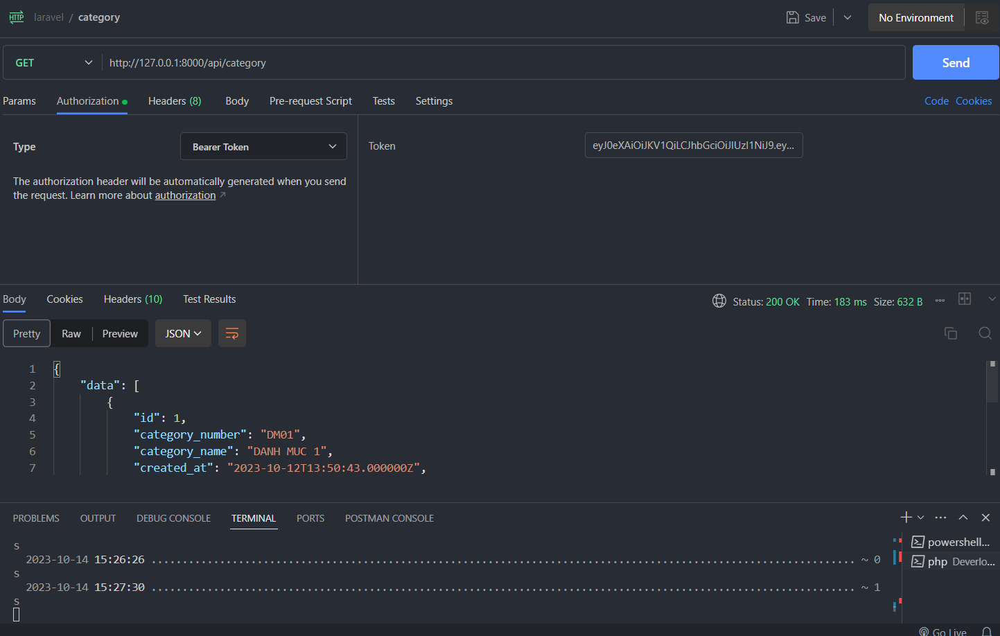 HTTP laravel / category
Save
No Environment
GET
http://127.0.0.1:8000/api/category
Send
Params Authorization Headers (8) Body Pre-request Script Tests Settings
Code Cookies
Type
Bearer Token
Token
eyJ0eXAiOiJKV1QiLCJhbGciOiJIUzI1NiJ9.ey...
The authorization header will be automatically generated when you send
the request. Learn more about authorization
Body Cookies Headers (10) Test Results
Status: 200 OK Time: 183 ms Size: 632 B
Pretty Raw Preview JSON
1 {
2 "data": [
3 {
4 "id": 1,
5 "category_number": "DM01",
6 "category_name": "DANH MUC 1",
7 "created_at": "2023-10-12T13:50:43.000000Z",
PROBLEMS OUTPUT DEBUG CONSOLE TERMINAL PORTS POSTMAN CONSOLE
s
2023-10-14 15:26:26 ........................................ ~ 0
s
2023-10-14 15:27:30 ........................................ ~ 1
s
powershell...
php Deverlo...
Go Live